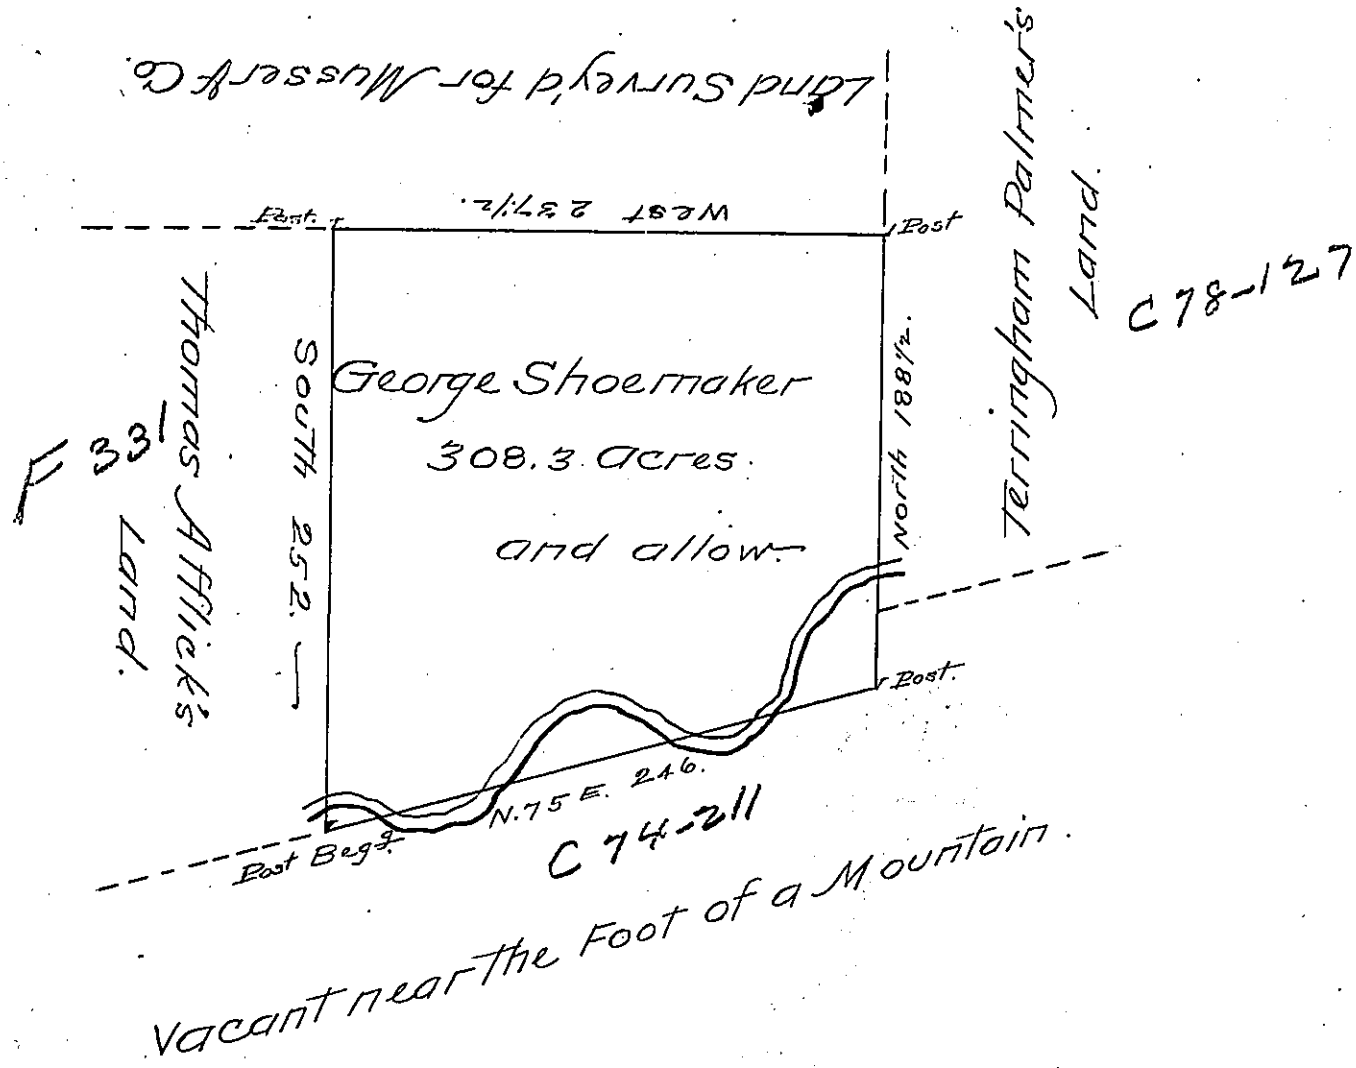 Land Survey'd for Musser & Co.
West 237½.
Post.
Post
George Shoemaker
308.3 acres.
and allow-
South 252. —
North 188½.
Thomas Afflick's
Land.
F 331
Terringham Palmer's
Land.
C 78-127
Post.
N. 75 E. 246.
Post Begg.
C 74-211
Vacant near The Foot of a Mountain.